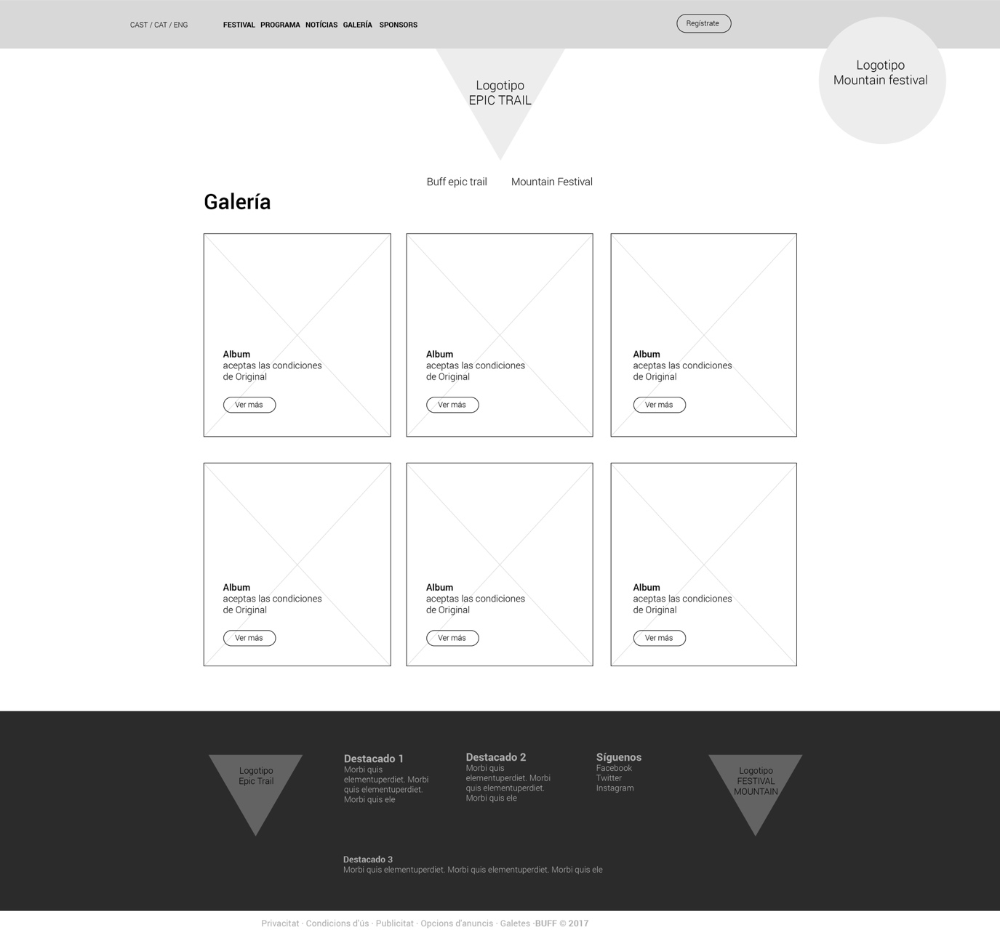 CAST / CAT / ENG
FESTIVAL PROGRAMA NOTÍCIAS GALERÍA SPONSORS
Regístrate
Logotipo
Mountain festival
Logotipo
EPIC TRAIL
Buff epic trail Mountain Festival
Galería
Album
aceptas las condiciones
de Original
Ver más
Album
aceptas las condiciones
de Original
Ver más
Album
aceptas las condiciones
de Original
Ver más
Album
aceptas las condiciones
de Original
Ver más
Album
aceptas las condiciones
de Original
Ver más
Album
aceptas las condiciones
de Original
Ver más
Logotipo
Epic Trail
Destacado 1
Morbi quis
elementuperdiet. Morbi
quis elementuperdiet.
Morbi quis ele
Destacado 2
Morbi quis
elementuperdiet. Morbi
quis elementuperdiet.
Morbi quis ele
Síguenos
Facebook
Twitter
Instagram
Logotipo
FESTIVAL
MOUNTAIN
Destacado 3
Morbi quis elementuperdiet. Morbi quis elementuperdiet. Morbi quis ele
Privacitat · Condicions d'ús · Publicitat · Opcions d'anuncis · Galetes ·BUFF © 2017